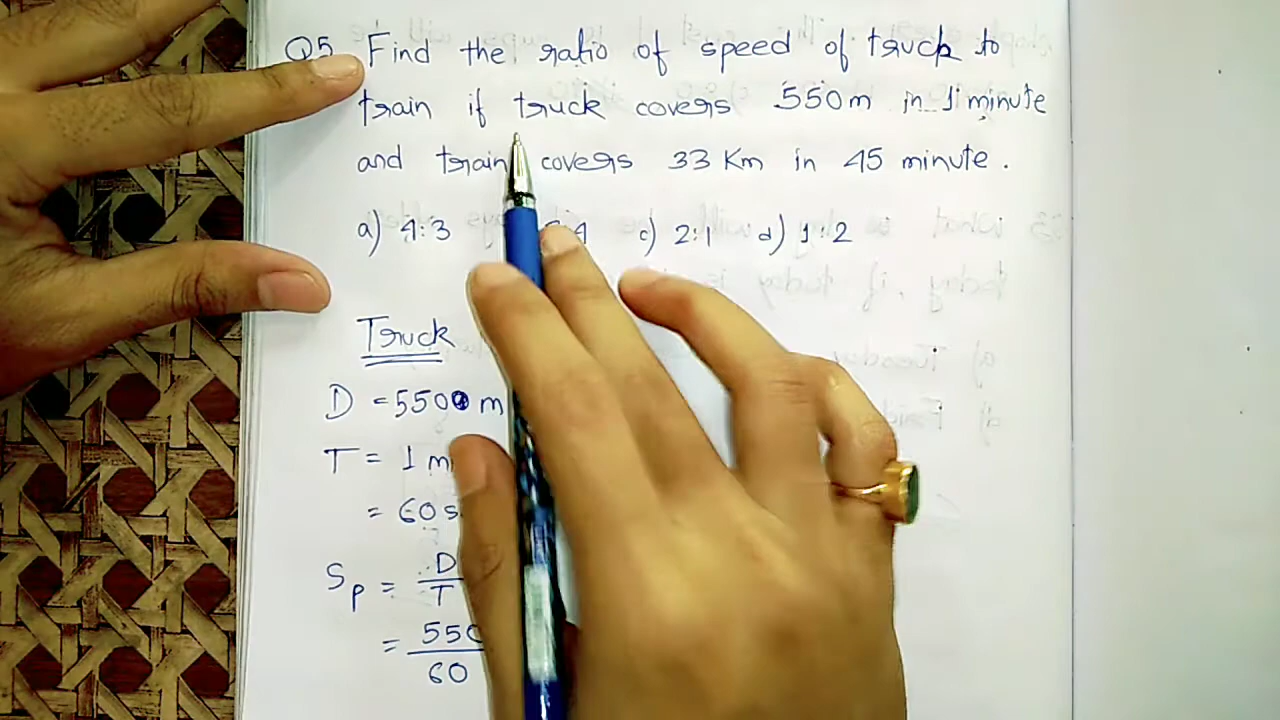 Q5 Find the ratio of speed of truck to
train if truck covers 550m in 1 minute
and train covers 33 Km in 45 minute.
a) 4:3 4 c) 2:1 d) 1:2
Truck
D = 550 m
T = 1
= 60
Sp = D/T
= 550/60